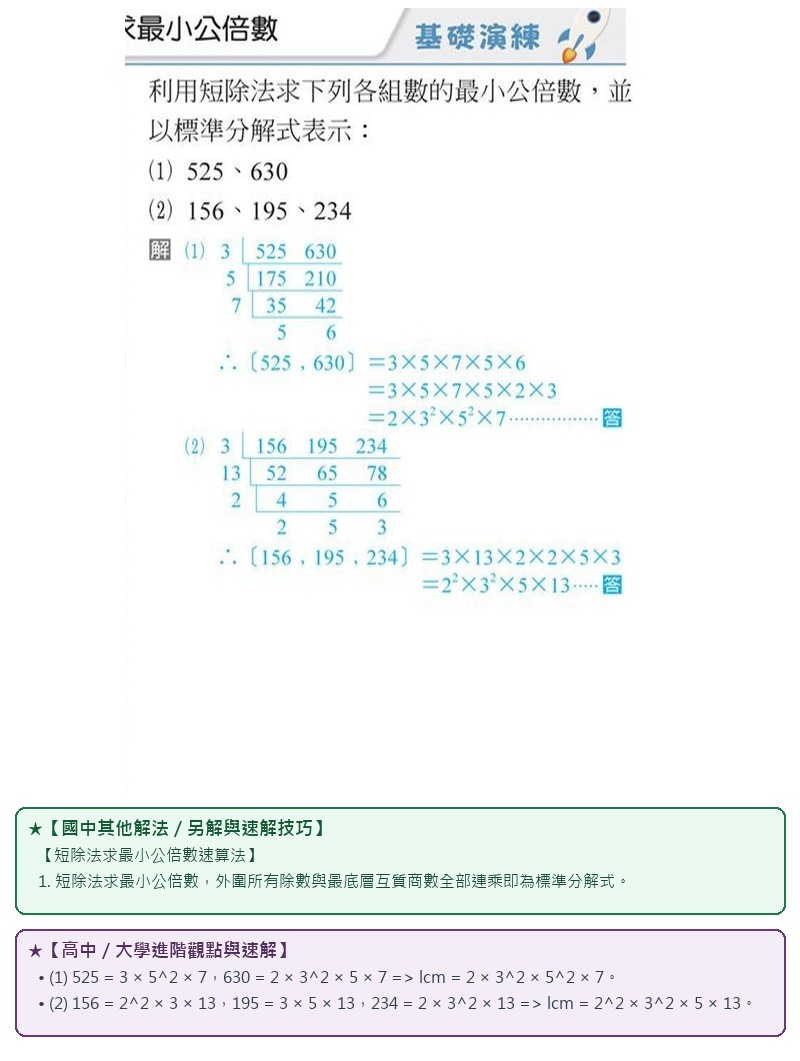 求最小公倍數
基礎演練
利用短除法求下列各組數的最小公倍數，並
以標準分解式表示：
⑴ 525、630
⑵ 156、195、234
解 ⑴ 3 525 630
5 175 210
7 35 42
5 6
∴〔525，630〕＝3×5×7×5×6
＝3×5×7×5×2×3
＝2×3²×5²×7⋯⋯⋯⋯⋯⋯答
⑵ 3 156 195 234
13 52 65 78
2 4 5 6
2 5 3
∴〔156，195，234〕＝3×13×2×2×5×3
＝2²×3²×5×13⋯⋯答
★【國中其他解法 / 另解與速解技巧】
【短除法求最小公倍數速算法】
1. 短除法求最小公倍數，外圍所有除數與最底層互質商數全部連乘即為標準分解式。
★【高中 / 大學進階觀點與速解】
• (1) 525 = 3 × 5^2 × 7，630 = 2 × 3^2 × 5 × 7 => lcm = 2 × 3^2 × 5^2 × 7。
• (2) 156 = 2^2 × 3 × 13，195 = 3 × 5 × 13，234 = 2 × 3^2 × 13 => lcm = 2^2 × 3^2 × 5 × 13。